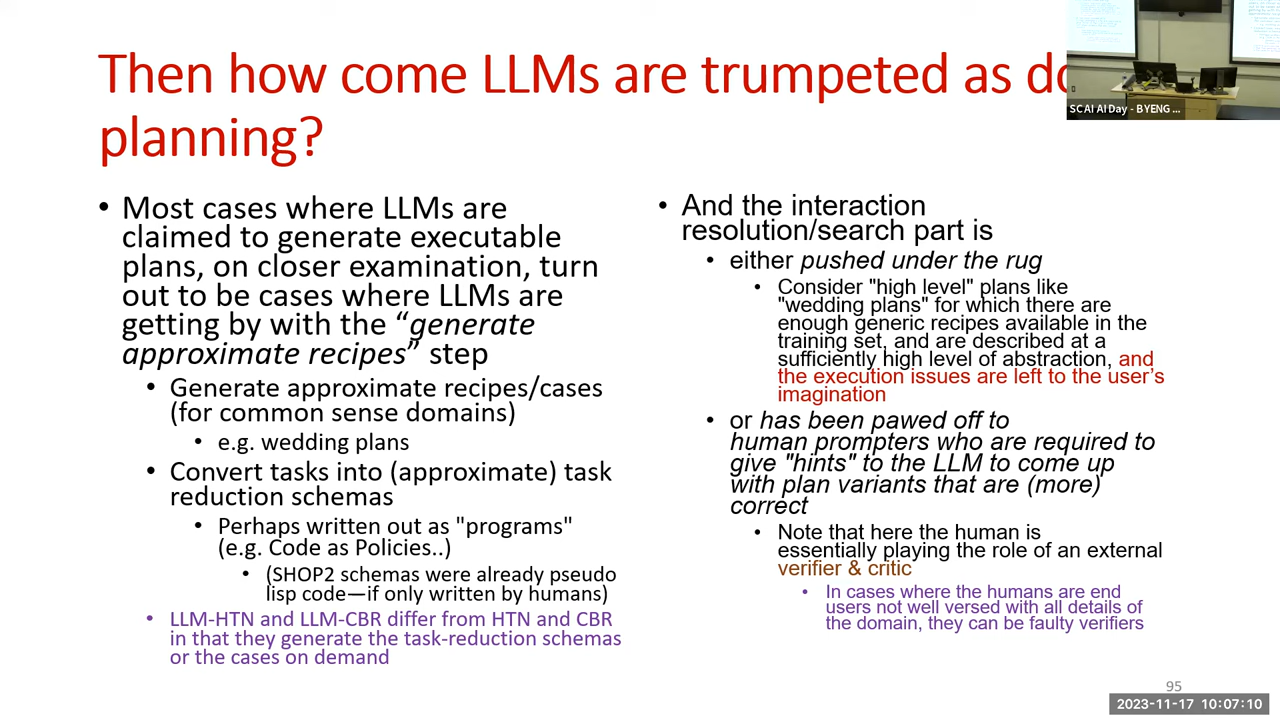 Then how come LLMs are trumpeted as do
planning?
• Most cases where LLMs are
claimed to generate executable
plans, on closer examination, turn
out to be cases where LLMs are
getting by with the “generate
approximate recipes” step
• Generate approximate recipes/cases
(for common sense domains)
• e.g. wedding plans
• Convert tasks into (approximate) task
reduction schemas
• Perhaps written out as "programs"
(e.g. Code as Policies..)
• (SHOP2 schemas were already pseudo
lisp code—if only written by humans)
• LLM-HTN and LLM-CBR differ from HTN and CBR
in that they generate the task-reduction schemas
or the cases on demand
• And the interaction
resolution/search part is
• either pushed under the rug
• Consider "high level" plans like
"wedding plans" for which there are
enough generic recipes available in the
training set, and are described at a
sufficiently high level of abstraction, and
the execution issues are left to the user’s
imagination
• or has been pawed off to
human prompters who are required to
give "hints" to the LLM to come up
with plan variants that are (more)
correct
• Note that here the human is
essentially playing the role of an external
verifier & critic
• In cases where the humans are end
users not well versed with all details of
the domain, they can be faulty verifiers
SCAI AI Day - BYENG ...
95
2023-11-17 10:07:10